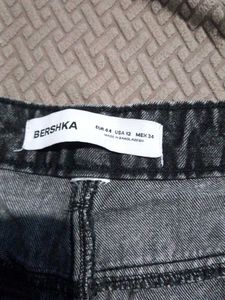 BERSHKA
EUR 44 USA 12 MEX 34
MADE IN BANGLADESH